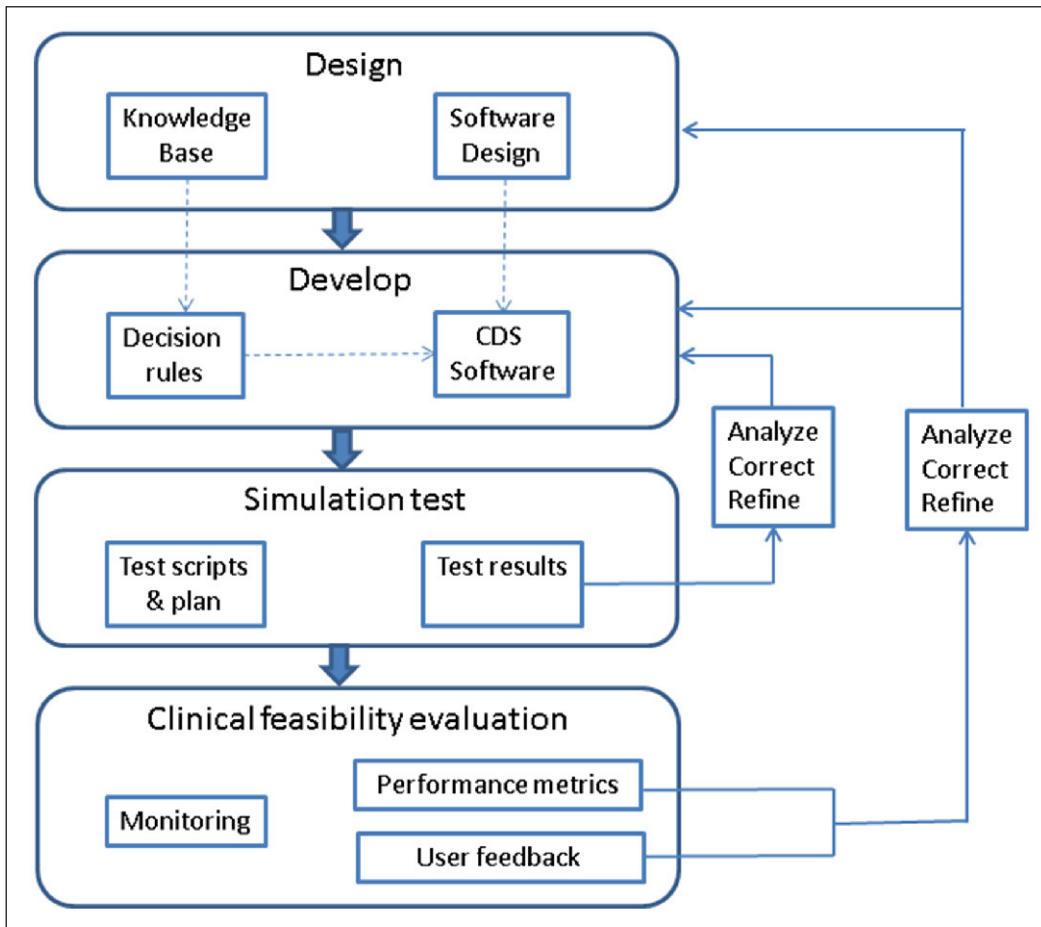 Design
Knowledge
Base
Software
Design
Develop
Decision
rules
CDS
Software
Analyze
Correct
Refine
Analyze
Correct
Refine
Simulation test
Test scripts
& plan
Test results
Clinical feasibility evaluation
Performance metrics
Monitoring
User feedback